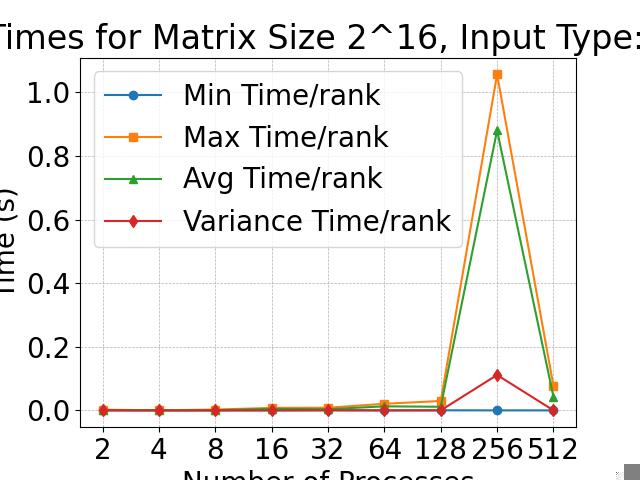 Times for Matrix Size 2^16, Input Type:
Min Time/rank
Max Time/rank
Avg Time/rank
Variance Time/rank
Time (s)
1.0
0.8
0.6
0.4
0.2
0.0
2 4 8 16 32 64 128 256 512
Number of Processes